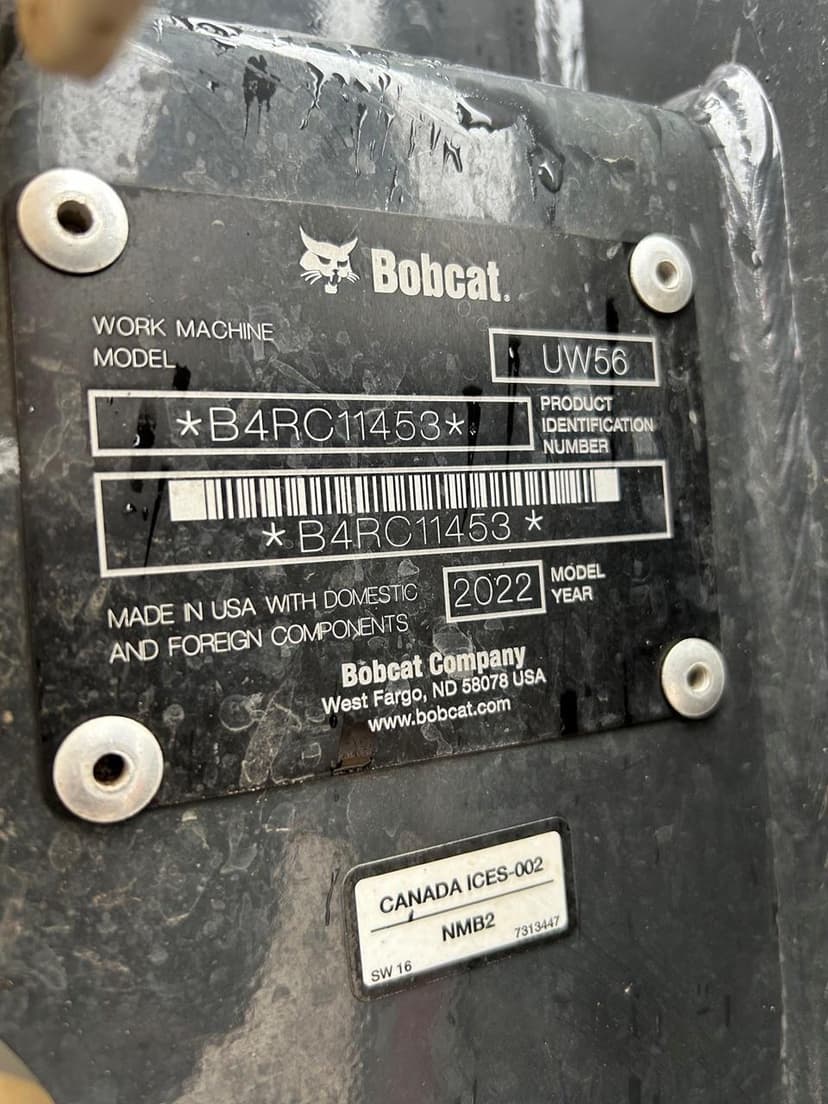 Bobcat.
WORK MACHINE
MODEL
UW56
*B4RC11453*
PRODUCT
IDENTIFICATION
NUMBER
*B4RC11453*
MADE IN USA WITH DOMESTIC
AND FOREIGN COMPONENTS
2022
MODEL
YEAR
Bobcat Company
West Fargo, ND 58078 USA
www.bobcat.com
CANADA ICES-002
NMB2
7313447
SW 16